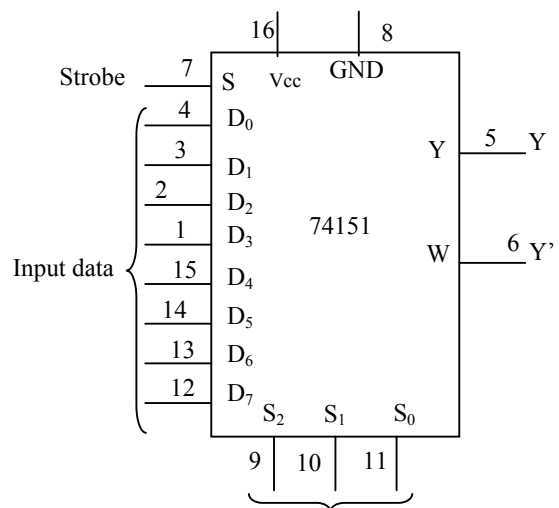 16 8
Strobe 7 S Vcc GND
4 D₀
3 D₁ Y 5 Y
2 D₂
1 D₃ 74151
Input data 15 D₄ W 6 Y’
14 D₅
13 D₆
12 D₇
S₂ S₁ S₀
9 10 11